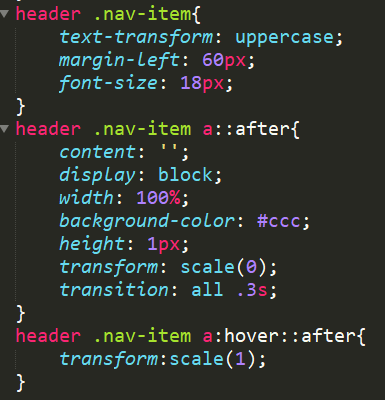 header .nav-item{
text-transform: uppercase;
margin-left: 60px;
font-size: 18px;
}
header .nav-item a::after{
content: '';
display: block;
width: 100%;
background-color: #ccc;
height: 1px;
transform: scale(0);
transition: all .3s;
}
header .nav-item a:hover::after{
transform:scale(1);
}